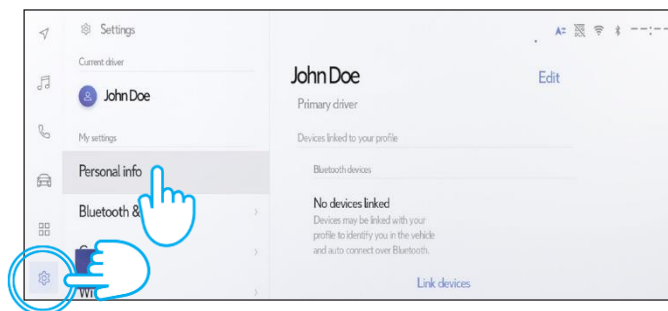 Settings
Current driver
John Doe
My settings
Personal info
Bluetooth &
John Doe
Edit
Primary driver
Devices linked to your profile
Bluetooth devices
No devices linked
Devices may be linked with your
profile to identify you in the vehicle
and auto connect over Bluetooth.
Link devices
--:--